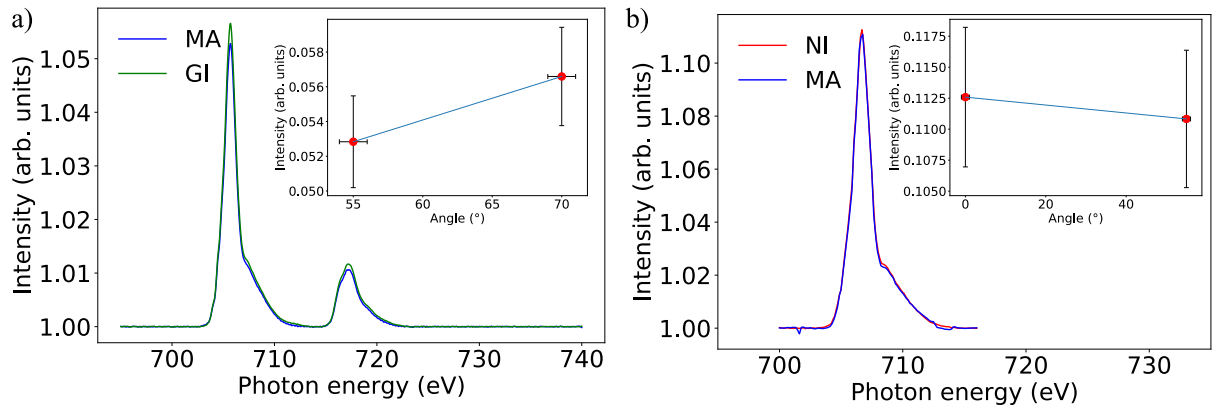 a)
MA
GI
Intensity (arb. units)
1.05
1.04
1.03
1.02
1.01
1.00
700
710
720
730
740
Photon energy (eV)
Intensity (arb. units)
0.058
0.056
0.054
0.052
0.050
55
60
65
70
Angle (°)
b)
NI
MA
Intensity (arb. units)
1.10
1.08
1.06
1.04
1.02
1.00
700
710
720
730
Photon energy (eV)
Intensity (arb. units)
0.1175
0.1150
0.1125
0.1100
0.1075
0.1050
0
20
40
Angle (°)